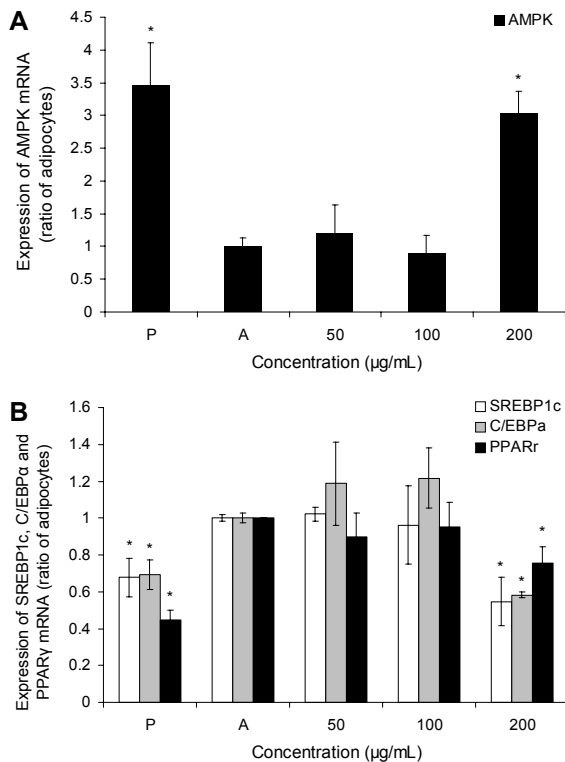 A
AMPK
Expression of AMPK mRNA
(ratio of adipocytes)
4.5
4
3.5
3
2.5
2
1.5
1
0.5
0
*
*
P
A
50
100
200
Concentration (µg/mL)
B
SREBP1c
C/EBPa
PPARr
Expression of SREBP1c, C/EBPα and
PPARγ mRNA (ratio of adipocytes)
1.6
1.4
1.2
1
0.8
0.6
0.4
0.2
0
* * *
* * *
P
A
50
100
200
Concentration (µg/mL)